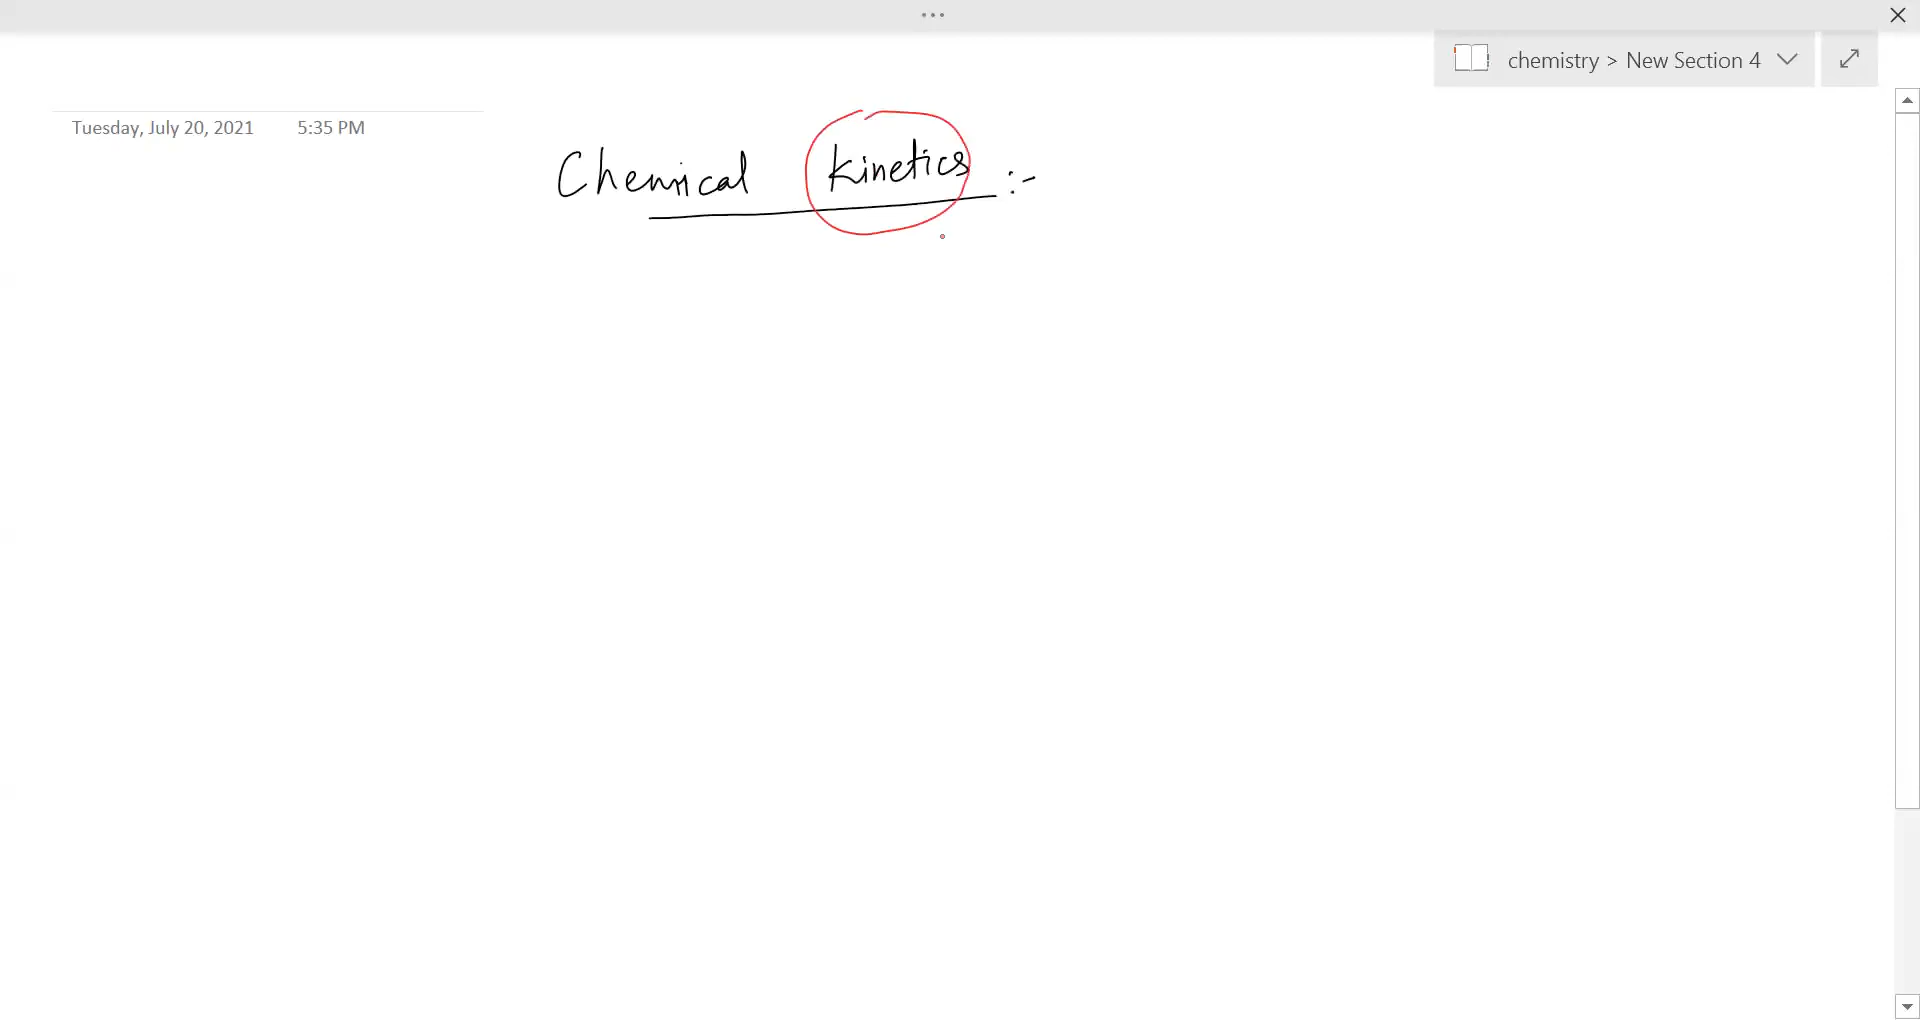 chemistry > New Section 4
Tuesday, July 20, 2021 5:35 PM
Chemical Kinetics :-